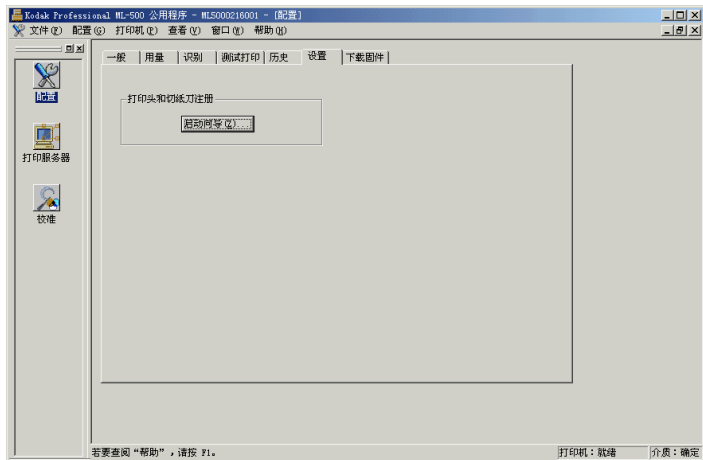 Kodak Professional ML-500 公用程序 - ML5000216001 - [配置]
文件(F) 配置(G) 打印机(P) 查看(V) 窗口(W) 帮助(H)
一般 用量 识别 测试打印 历史 设置 下载固件
配置
打印服务器
校准
打印头和切纸刀注册
启动向导(Z)...
若要查阅“帮助”，请按 F1。
打印机：就绪 介质：确定